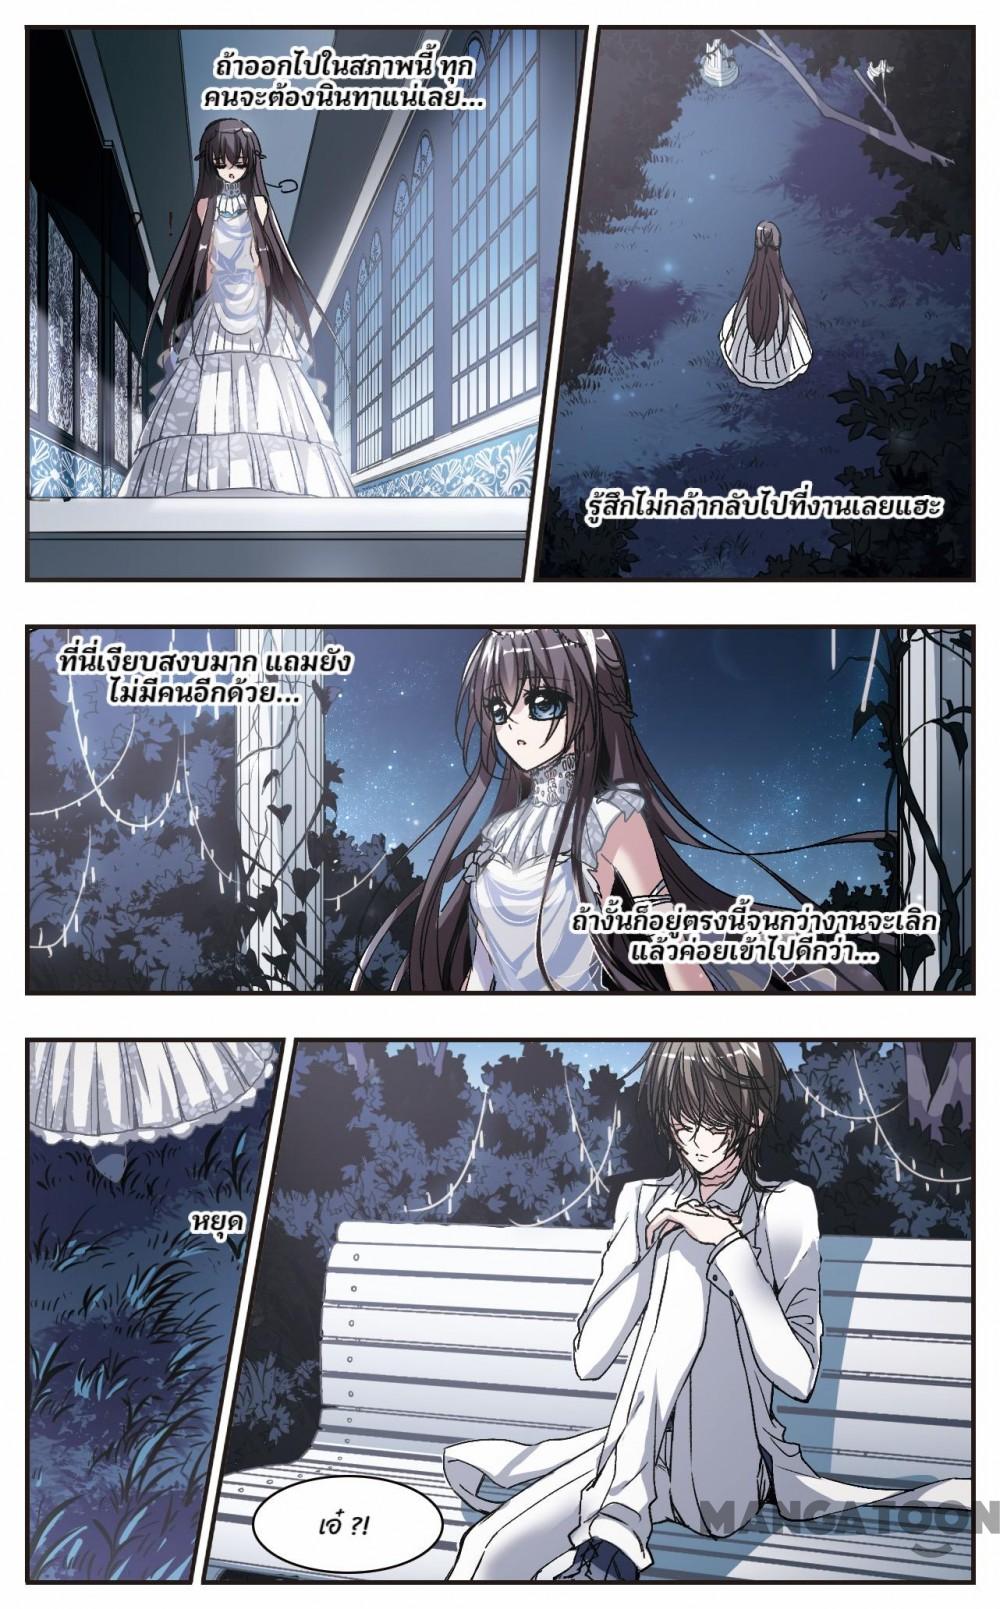 ถ้าออกไปในสภาพนี้ ทุก
คนจะต้องนินทาแน่เลย...
รู้สึกไม่กล้ากลับไปที่งานเลยแฮะ
ที่นี่เงียบสงบมาก แถมยัง
ไม่มีคนอีกด้วย...
ถ้างั้นก็อยู่ตรงนี้จนกว่างานจะเลิก
แล้วค่อยเข้าไปดีกว่า...
หยุด
เอ๋ ?!
MANGATOON